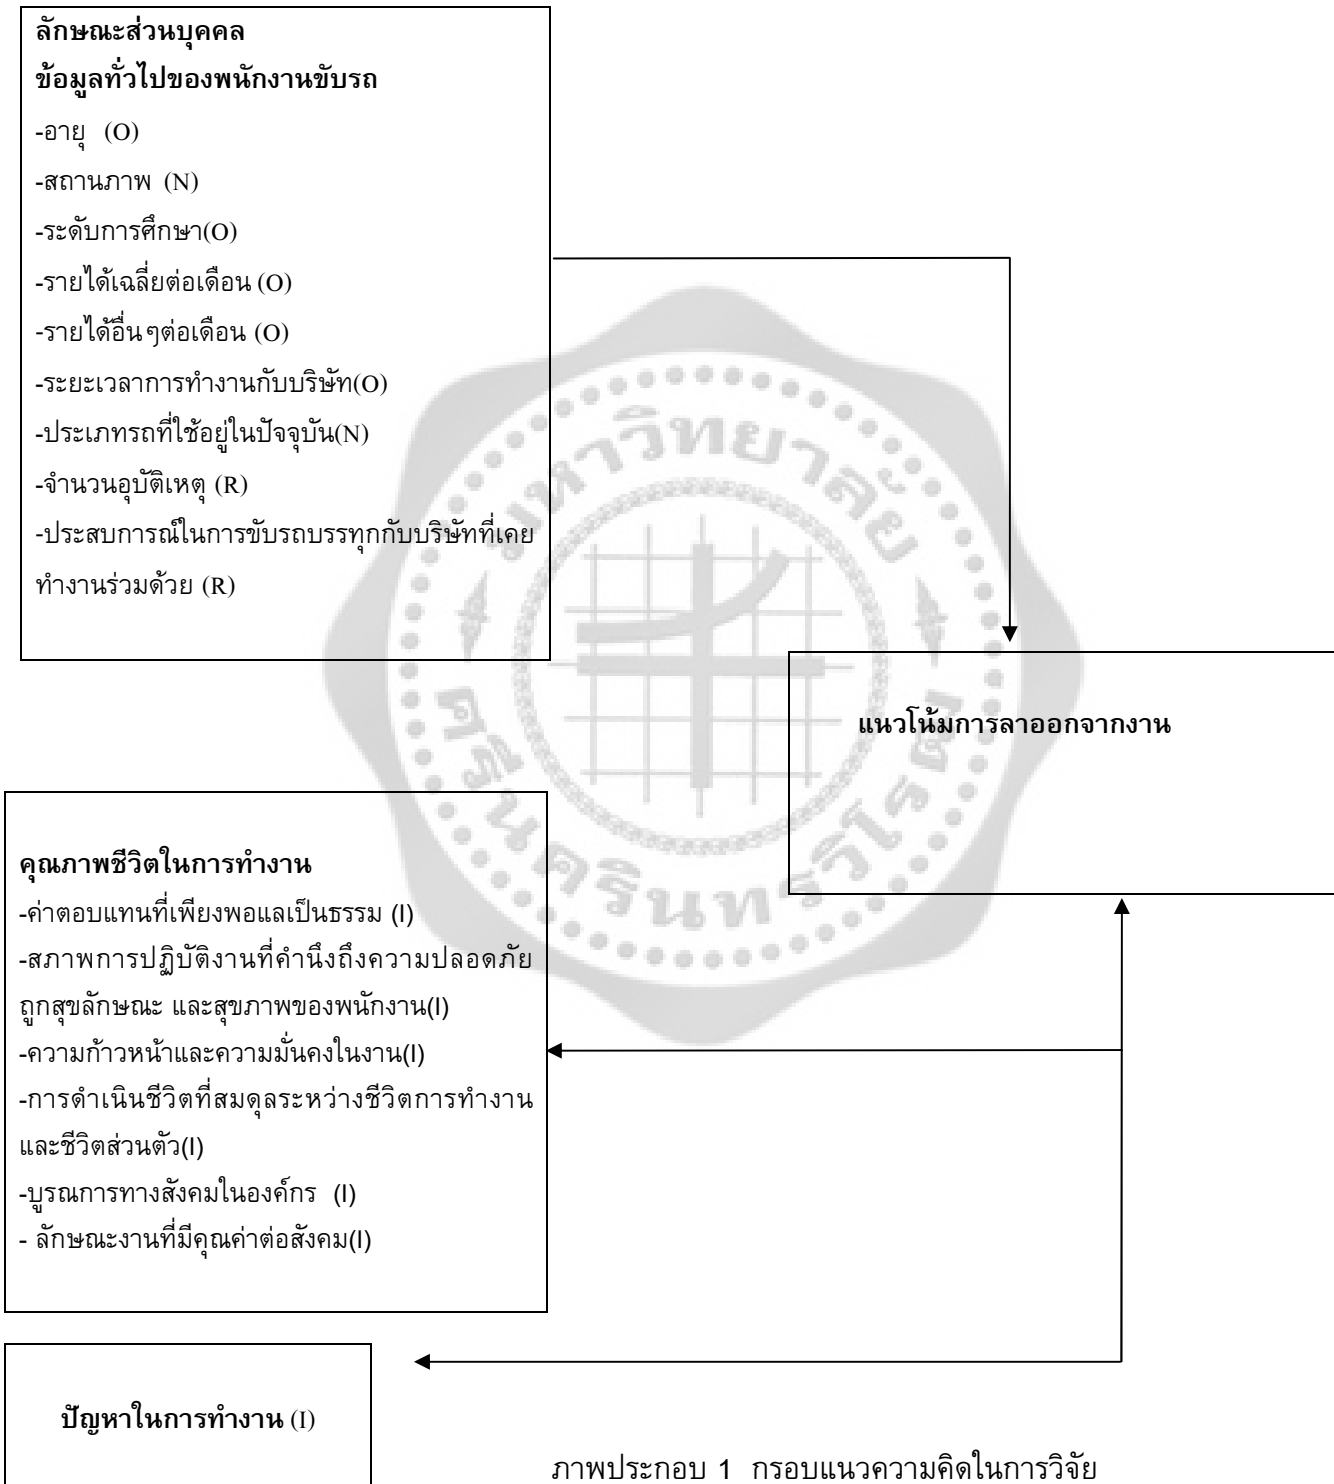 ลักษณะส่วนบุคคล
ข้อมูลทั่วไปของพนักงานขับรถ
-อายุ (O)
-สถานภาพ (N)
-ระดับการศึกษา(O)
-รายได้เฉลี่ยต่อเดือน (O)
-รายได้อื่นๆต่อเดือน (O)
-ระยะเวลาการทำงานกับบริษัท(O)
-ประเภทรถที่ใช้อยู่ในปัจจุบัน(N)
-จำนวนอุบัติเหตุ (R)
-ประสบการณ์ในการขับรถบรรทุกกับบริษัทที่เคย
ทำงานร่วมด้วย (R)
มหาวิทยาลัย
ศรีนครินทรวิโรฒ
แนวโน้มการลาออกจากงาน
คุณภาพชีวิตในการทำงาน
-ค่าตอบแทนที่เพียงพอแลเป็นธรรม (I)
-สภาพการปฏิบัติงานที่คำนึงถึงความปลอดภัย
ถูกสุขลักษณะ และสุขภาพของพนักงาน(I)
-ความก้าวหน้าและความมั่นคงในงาน(I)
-การดำเนินชีวิตที่สมดุลระหว่างชีวิตการทำงาน
และชีวิตส่วนตัว(I)
-บูรณการทางสังคมในองค์กร (I)
- ลักษณะงานที่มีคุณค่าต่อสังคม(I)
ปัญหาในการทำงาน (I)
ภาพประกอบ 1 กรอบแนวความคิดในการวิจัย